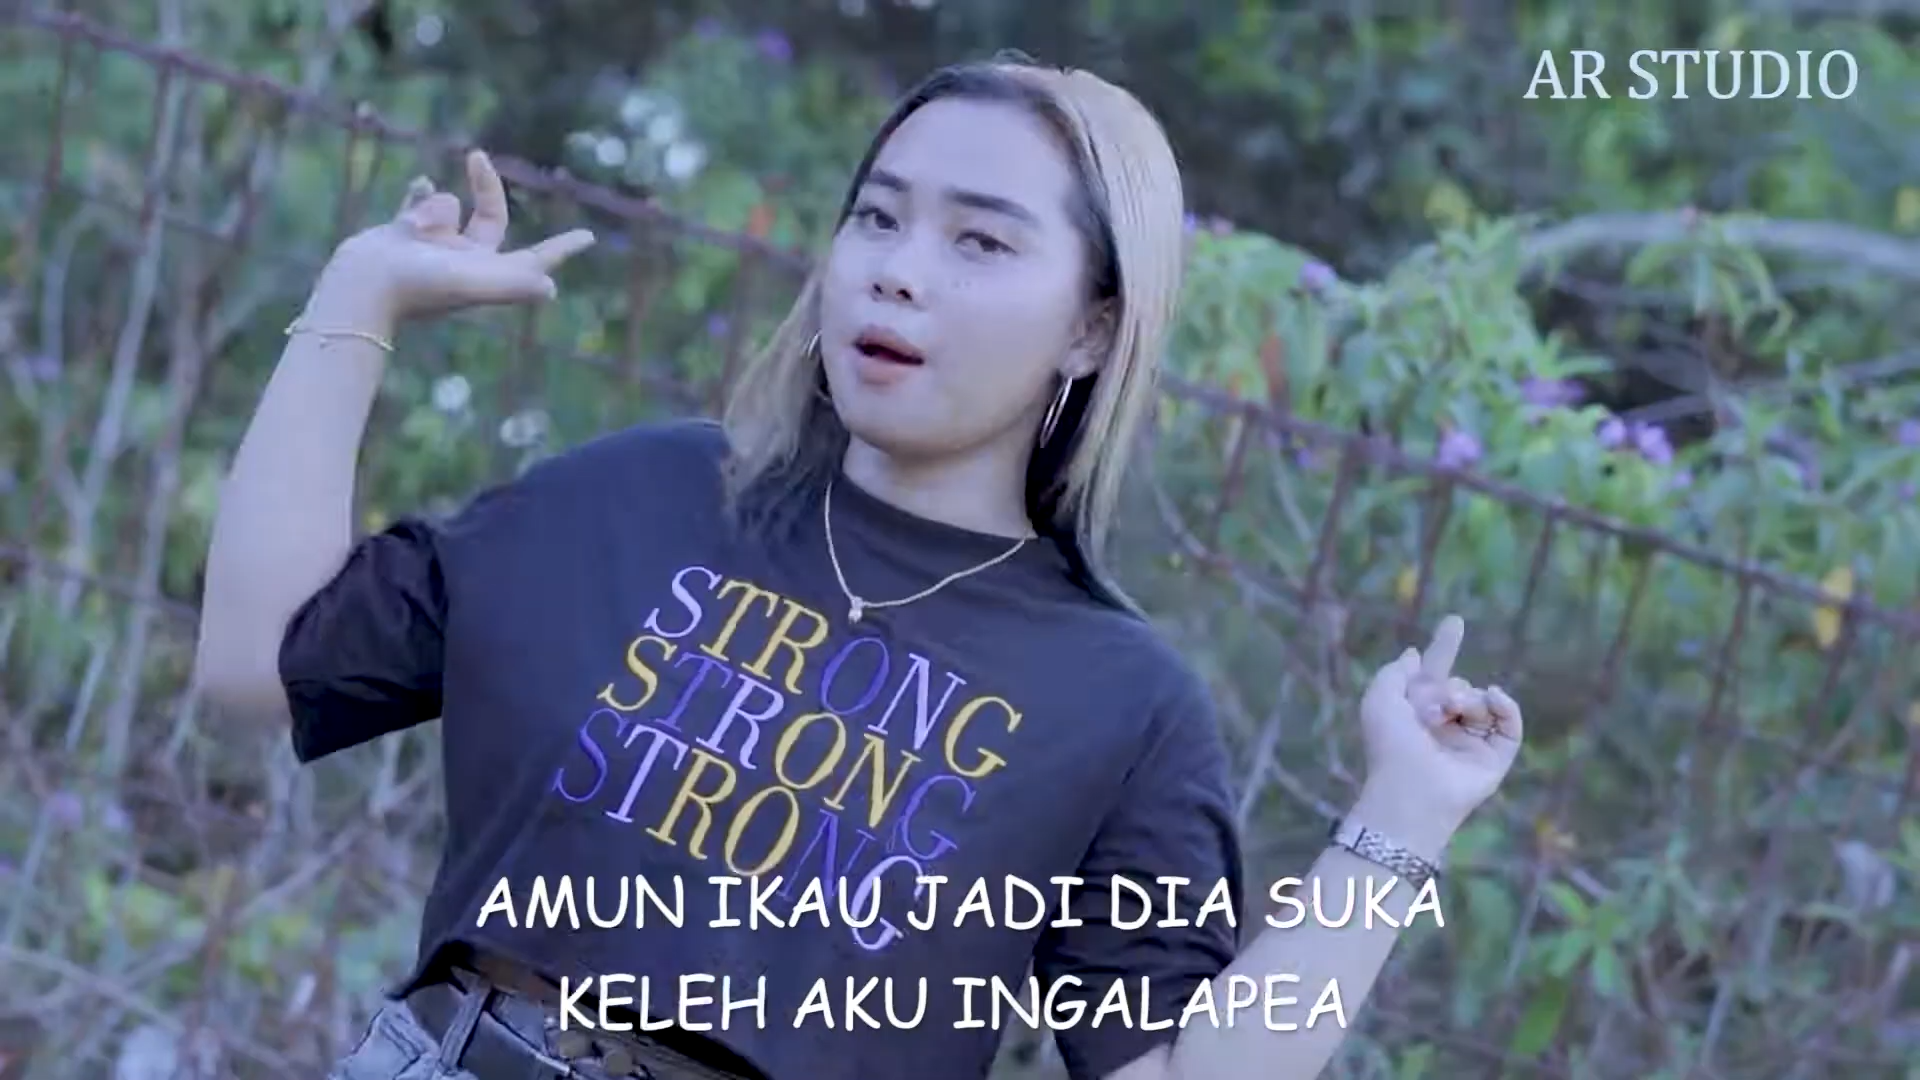 AR STUDIO
STRONG
STRONG
STRONG
AMUN IKAU JADI DIA SUKA
KELEH AKU INGALAPEA